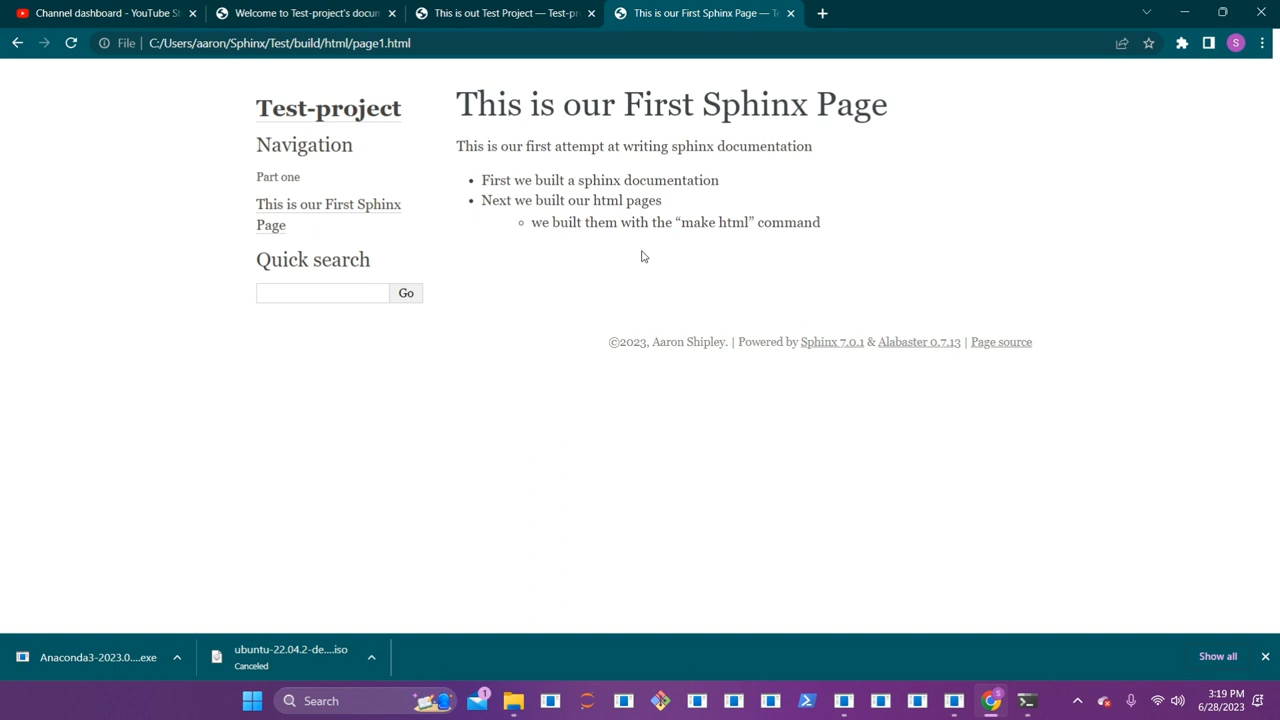 Channel dashboard - YouTube St
Welcome to Test-project's docun
This is out Test Project — Test-pr
This is our First Sphinx Page — Te
File
C:/Users/aaron/Sphinx/Test/build/html/page1.html
S
Test-project
Navigation
Part one
This is our First Sphinx
Page
Quick search
Go
This is our First Sphinx Page
This is our first attempt at writing sphinx documentation
• First we built a sphinx documentation
• Next we built our html pages
◦ we built them with the “make html” command
©2023, Aaron Shipley. | Powered by Sphinx 7.0.1 & Alabaster 0.7.13 | Page source
Anaconda3-2023.0....exe
ubuntu-22.04.2-de....iso
Canceled
Show all
Search
1
S
3:19 PM
6/28/2023